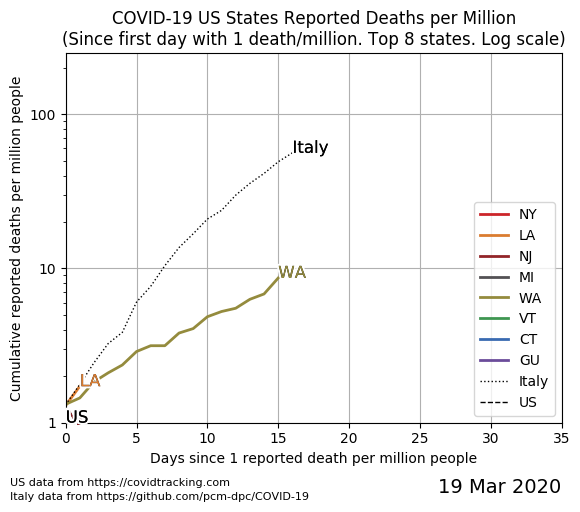 COVID-19 US States Reported Deaths per Million
(Since first day with 1 death/million. Top 8 states. Log scale)
Cumulative reported deaths per million people
100
10
1
Italy
WA
LA
US
NY
LA
NJ
MI
WA
VT
CT
GU
Italy
US
0 5 10 15 20 25 30 35
Days since 1 reported death per million people
US data from https://covidtracking.com
Italy data from https://github.com/pcm-dpc/COVID-19
19 Mar 2020